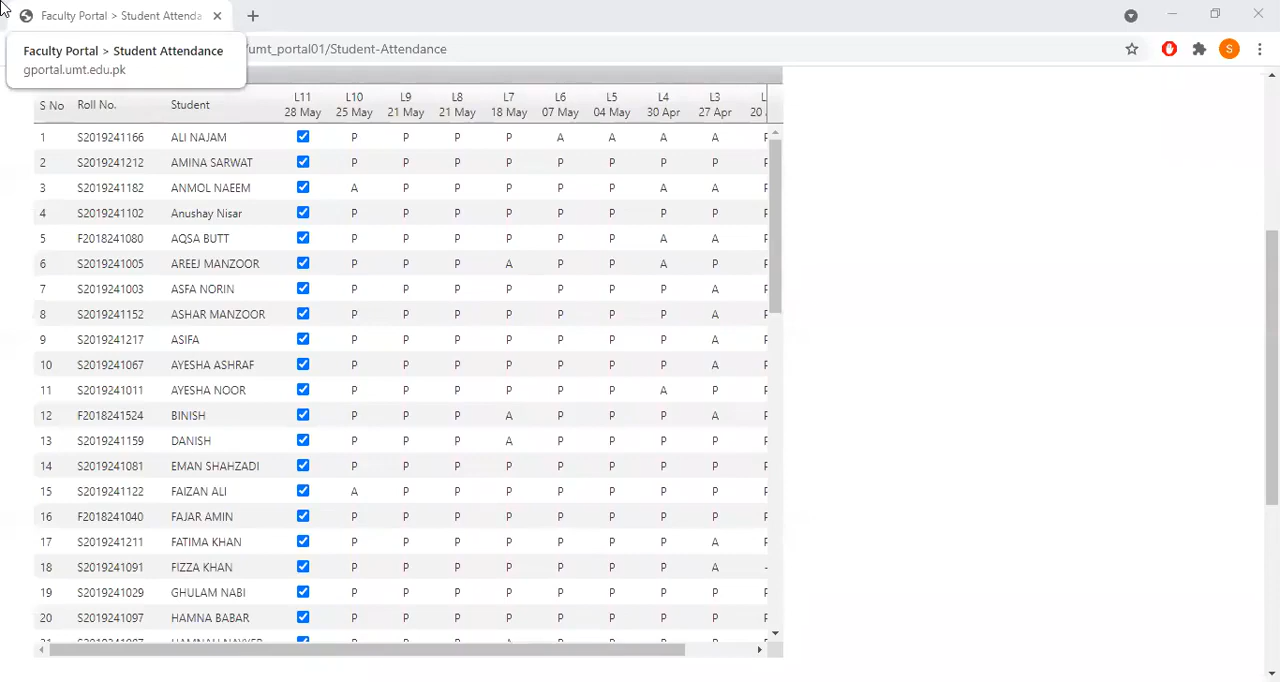 Faculty Portal > Student Attenda
S
Faculty Portal > Student Attendance
gportal.umt.edu.pk
/umt_portal01/Student-Attendance
S No Roll No. Student L11 28 May L10 25 May L9 21 May L8 21 May L7 18 May L6 07 May L5 04 May L4 30 Apr L3 27 Apr L 20
1 S2019241166 ALI NAJAM P P P P A A A A P
2 S2019241212 AMINA SARWAT P P P P P P P P P
3 S2019241182 ANMOL NAEEM A P P P P P A A P
4 S2019241102 Anushay Nisar P P P P P P P P P
5 F2018241080 AQSA BUTT P P P P P P A A P
6 S2019241005 AREEJ MANZOOR P P P A P P A P P
7 S2019241003 ASFA NORIN P P P P P P P A P
8 S2019241152 ASHAR MANZOOR P P P P P P P A P
9 S2019241217 ASIFA P P P P P P P A P
10 S2019241067 AYESHA ASHRAF P P P P P P P A P
11 S2019241011 AYESHA NOOR P P P P P P A P P
12 F2018241524 BINISH P P P A P P P A P
13 S2019241159 DANISH P P P A P P P P P
14 S2019241081 EMAN SHAHZADI P P P P P P P P P
15 S2019241122 FAIZAN ALI A P P P P P P P P
16 F2018241040 FAJAR AMIN P P P P P P P P P
17 S2019241211 FATIMA KHAN P P P P P P P A P
18 S2019241091 FIZZA KHAN P P P P P P P A -
19 S2019241029 GHULAM NABI P P P P P P P P P
20 S2019241097 HAMNA BABAR P P P P P P P P P